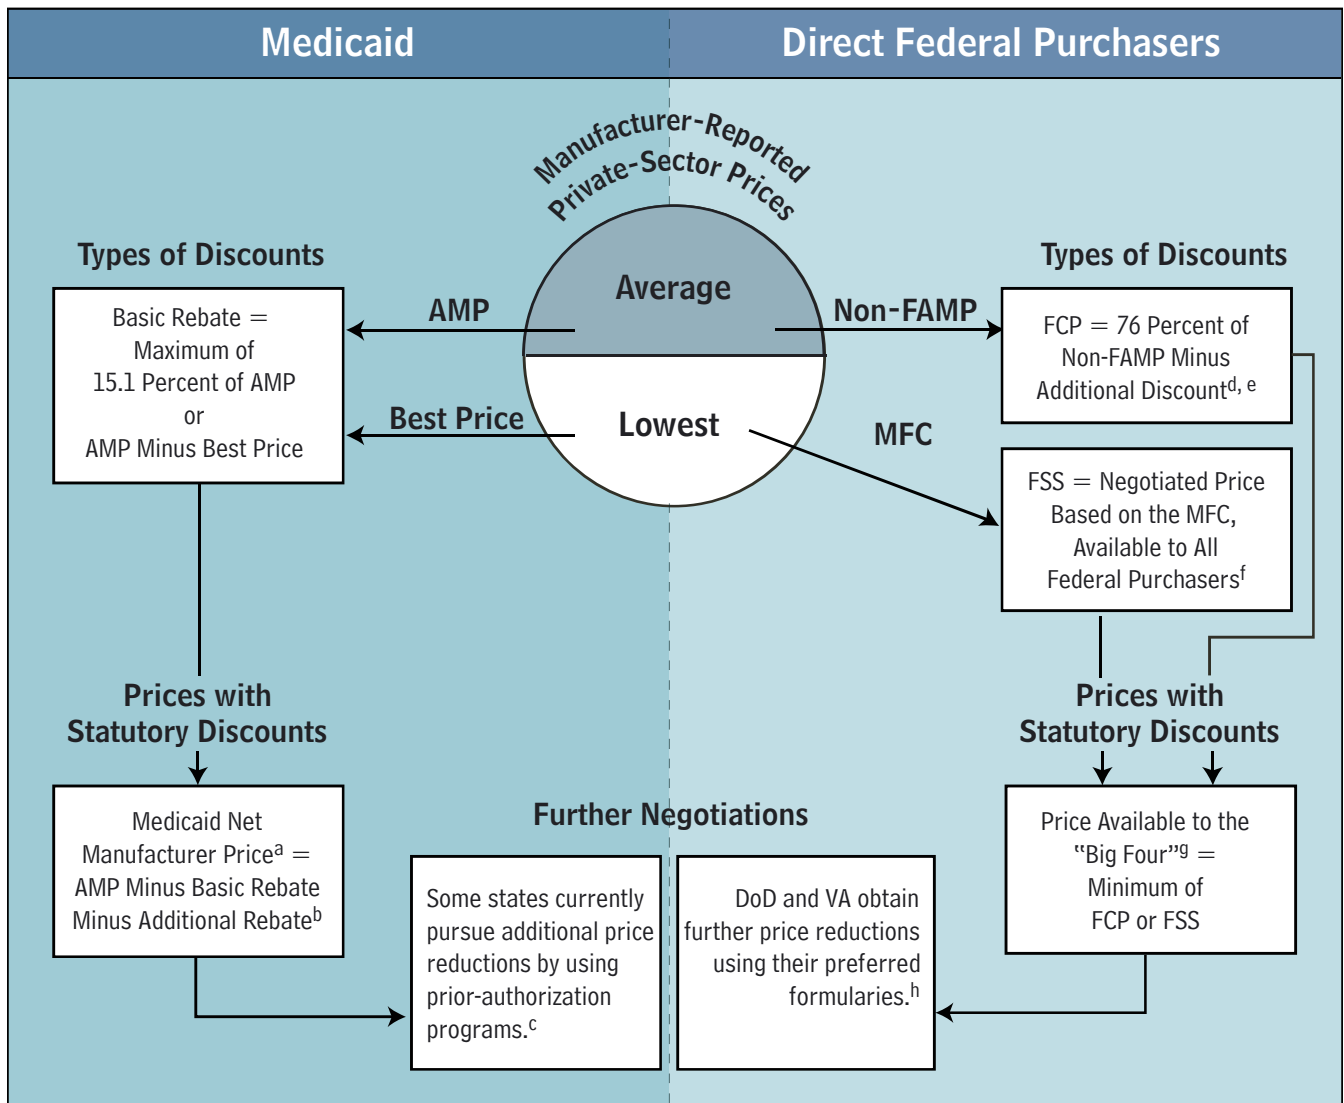 Medicaid
Direct Federal Purchasers
Manufacturer-Reported
Private-Sector Prices
Types of Discounts
Basic Rebate =
Maximum of
15.1 Percent of AMP
or
AMP Minus Best Price
AMP
Best Price
Average
Lowest
Non-FAMP
MFC
Types of Discounts
FCP = 76 Percent of
Non-FAMP Minus
Additional Discountd, e
FSS = Negotiated Price
Based on the MFC,
Available to All
Federal Purchasersf
Prices with
Statutory Discounts
Medicaid Net
Manufacturer Pricea =
AMP Minus Basic Rebate
Minus Additional Rebateb
Prices with
Statutory Discounts
Price Available to the
"Big Four"g =
Minimum of
FCP or FSS
Further Negotiations
Some states currently
pursue additional price
reductions by using
prior-authorization
programs.c
DoD and VA obtain
further price reductions
using their preferred
formularies.h